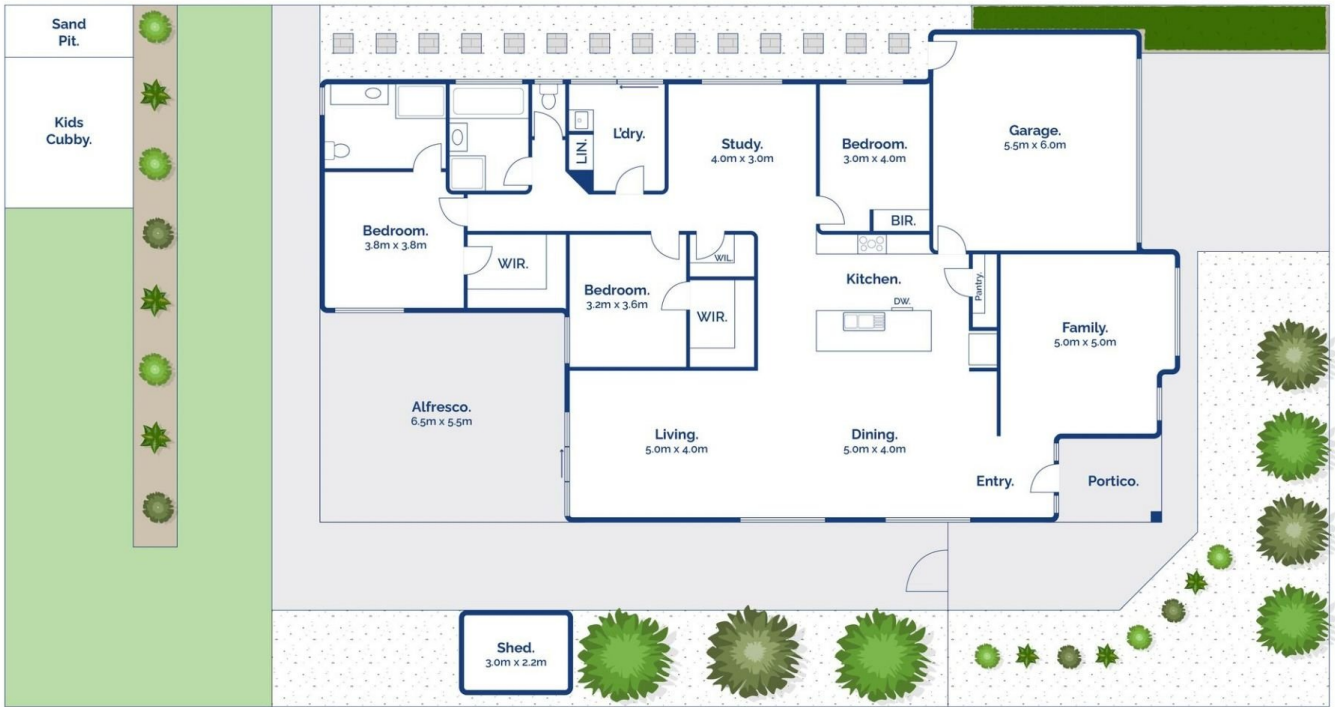 Sand
Pit.
Kids
Cubby.
LIN.
L'dry.
Study.
4.0m x 3.0m
Bedroom.
3.0m x 4.0m
BIR.
Garage.
5.5m x 6.0m
Bedroom.
3.8m x 3.8m
WIR.
Bedroom.
3.2m x 3.6m
WIL.
WIR.
Kitchen.
DW.
Pantry.
Family.
5.0m x 5.0m
Alfresco.
6.5m x 5.5m
Living.
5.0m x 4.0m
Dining.
5.0m x 4.0m
Entry.
Portico.
Shed.
3.0m x 2.2m